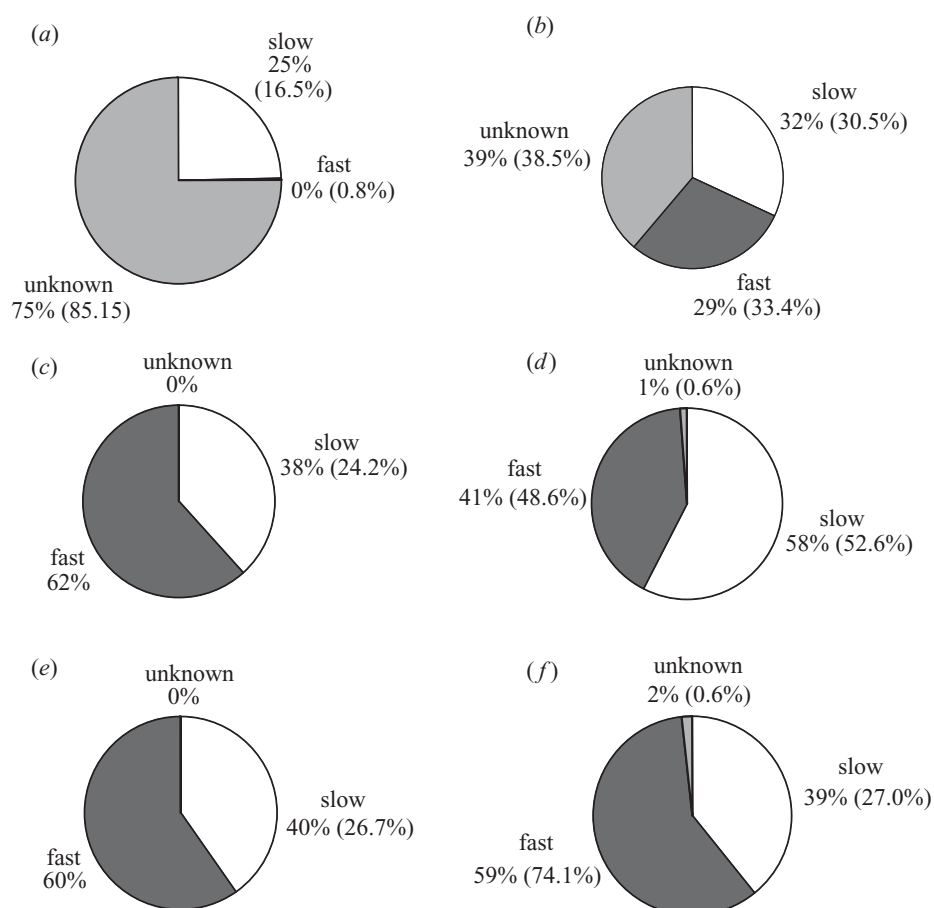 (a)
slow
25%
(16.5%)
fast
0% (0.8%)
unknown
75% (85.15)
(b)
slow
32% (30.5%)
unknown
39% (38.5%)
fast
29% (33.4%)
(c)
unknown
0%
slow
38% (24.2%)
fast
62%
(d)
unknown
1% (0.6%)
fast
41% (48.6%)
slow
58% (52.6%)
(e)
unknown
0%
slow
40% (26.7%)
fast
60%
(f)
unknown
2% (0.6%)
slow
39% (27.0%)
fast
59% (74.1%)